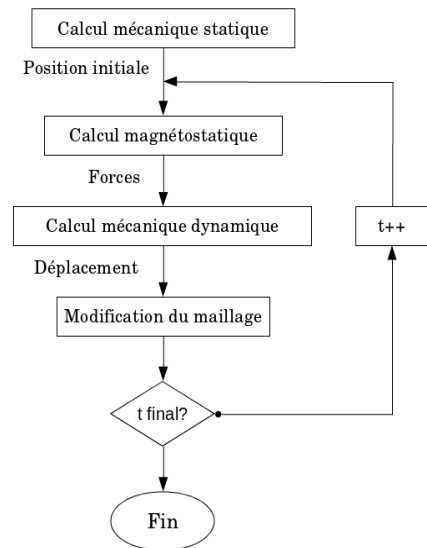 Calcul mécanique statique
Position initiale
Calcul magnétostatique
Forces
Calcul mécanique dynamique
t++
Déplacement
Modification du maillage
t final?
Fin